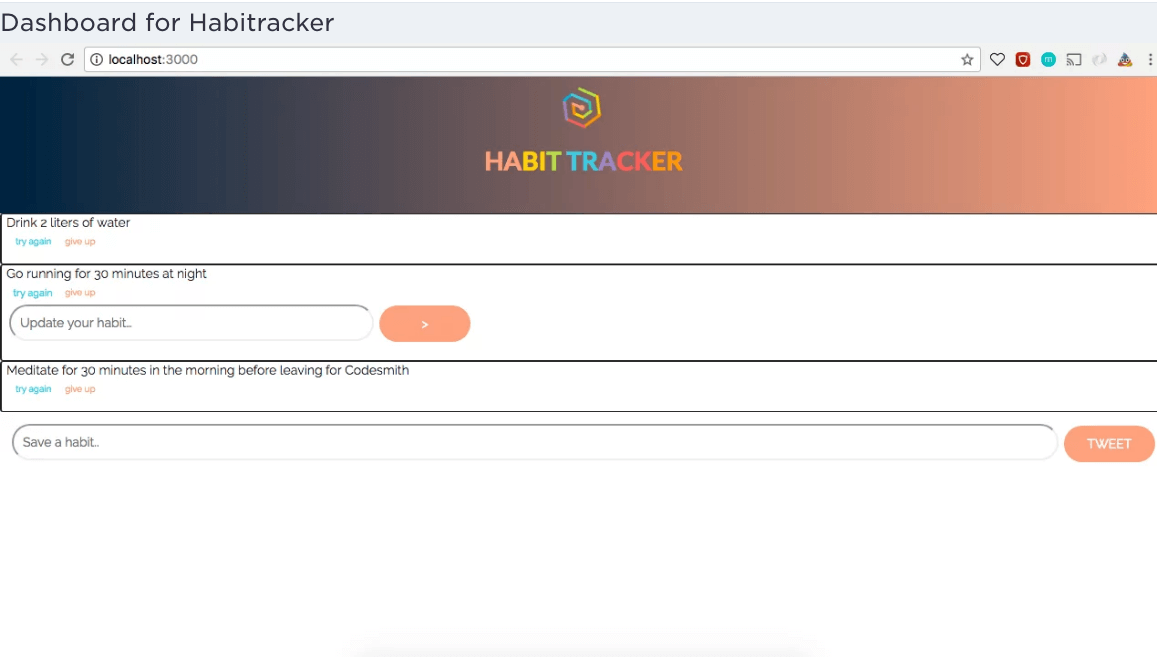 Dashboard for Habitracker
localhost:3000
HABIT TRACKER
Drink 2 liters of water
try again give up
Go running for 30 minutes at night
try again give up
Update your habit... >
Meditate for 30 minutes in the morning before leaving for Codesmith
try again give up
Save a habit.. TWEET